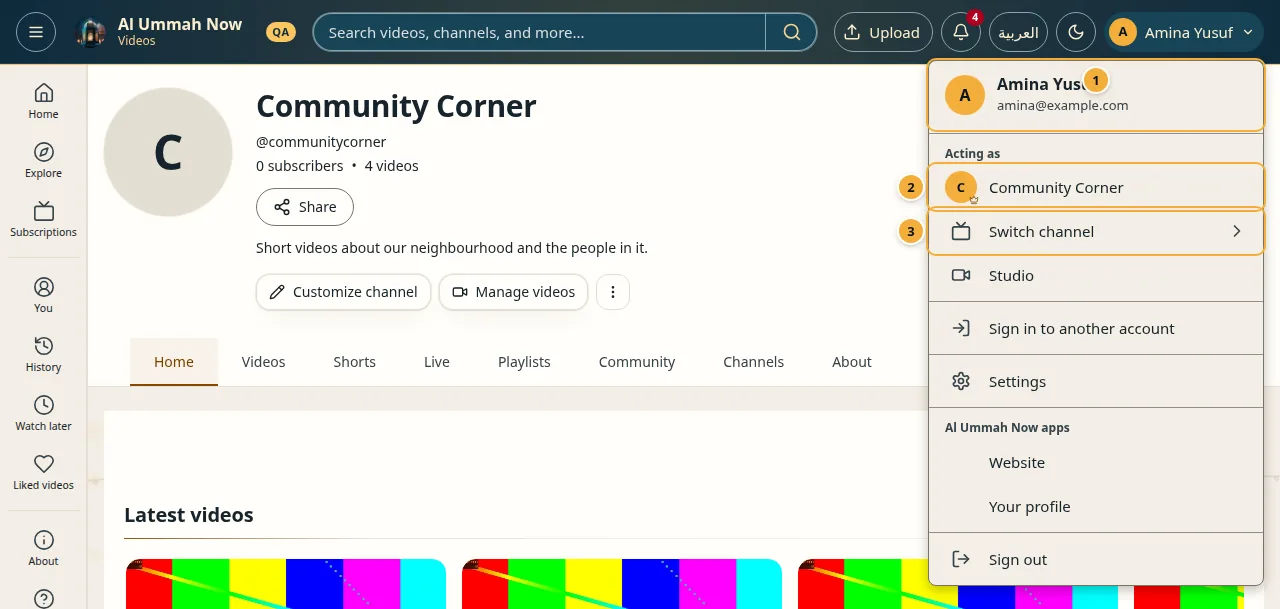 Al Ummah Now
Videos
QA
Search videos, channels, and more...
Upload
4
العربية
A
Amina Yusuf
Home
Explore
Subscriptions
You
History
Watch later
Liked videos
About
C
Community Corner
@communitycorner
0 subscribers • 4 videos
Share
Short videos about our neighbourhood and the people in it.
Customize channel
Manage videos
Home
Videos
Shorts
Live
Playlists
Community
Channels
About
Latest videos
A
Amina Yus
1
amina@example.com
Acting as
2
C
Community Corner
3
Switch channel
Studio
Sign in to another account
Settings
Al Ummah Now apps
Website
Your profile
Sign out